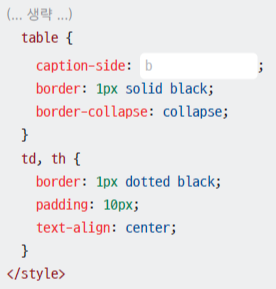 (... 생략 ...)
table {
caption-side: b ;
border: 1px solid black;
border-collapse: collapse;
}
td, th {
border: 1px dotted black;
padding: 10px;
text-align: center;
}
</style>